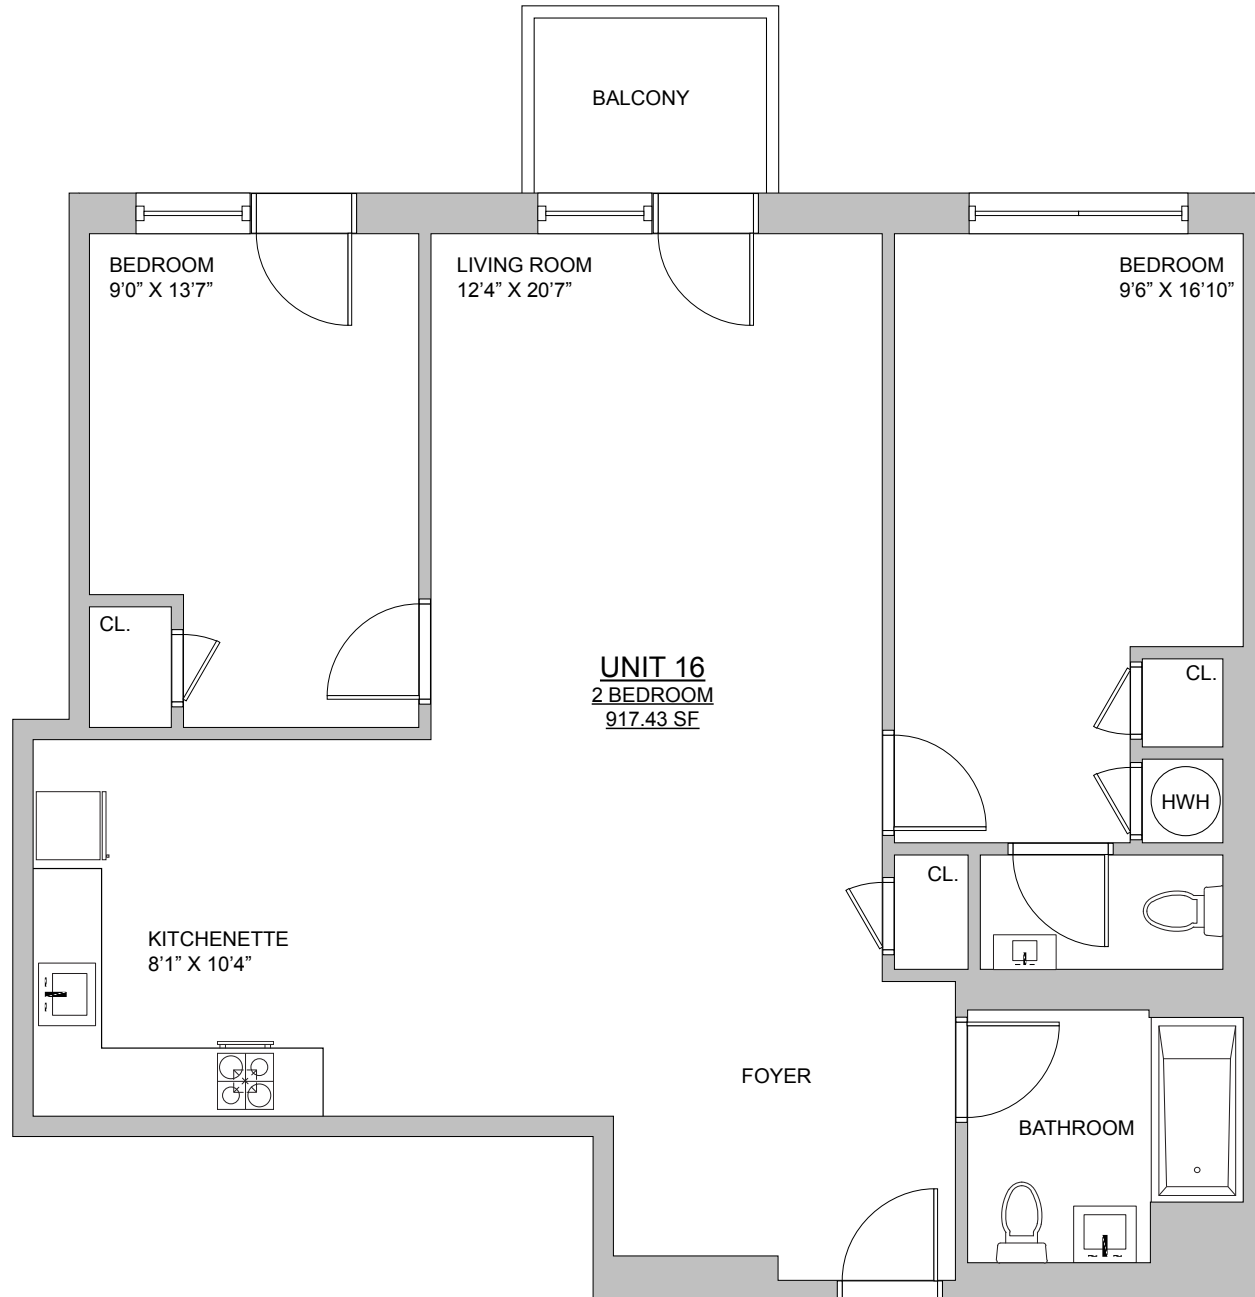 BALCONY
BEDROOM
9’0” X 13’7”
LIVING ROOM
12’4” X 20’7”
BEDROOM
9’6” X 16’10”
CL.
UNIT 16
2 BEDROOM
917.43 SF
CL.
HWH
CL.
KITCHENETTE
8’1” X 10’4”
FOYER
BATHROOM